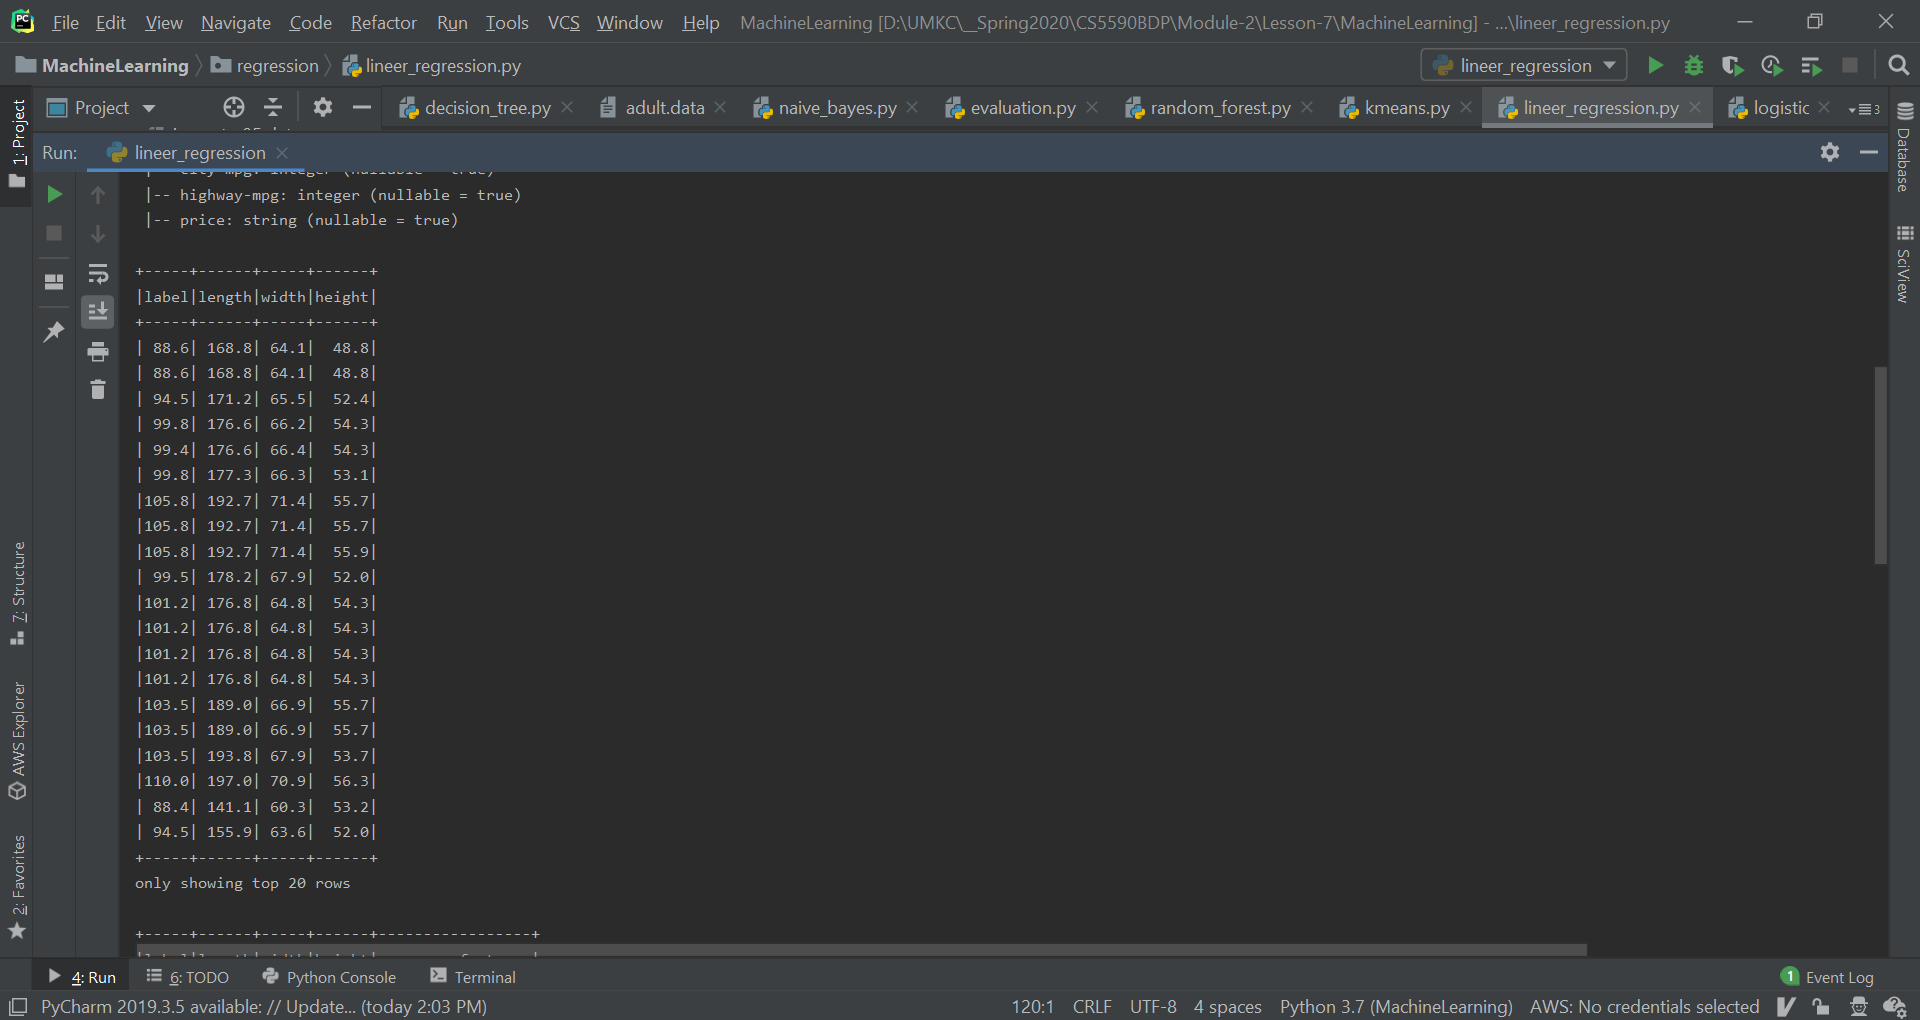 File Edit View Navigate Code Refactor Run Tools VCS Window Help MachineLearning [D:\UMKC\__Spring2020\CS5590BDP\Module-2\Lesson-7\MachineLearning] - ...\lineer_regression.py
MachineLearning regression lineer_regression.py lineer_regression
Project decision_tree.py adult.data naive_bayes.py evaluation.py random_forest.py kmeans.py lineer_regression.py logistic 3
Run: lineer_regression
|-- city-mpg: integer (nullable = true)
|-- highway-mpg: integer (nullable = true)
|-- price: string (nullable = true)
+-----+------+-----+------+
|label|length|width|height|
+-----+------+-----+------+
| 88.6| 168.8| 64.1|  48.8|
| 88.6| 168.8| 64.1|  48.8|
| 94.5| 171.2| 65.5|  52.4|
| 99.8| 176.6| 66.2|  54.3|
| 99.4| 176.6| 66.4|  54.3|
| 99.8| 177.3| 66.3|  53.1|
|105.8| 192.7| 71.4|  55.7|
|105.8| 192.7| 71.4|  55.7|
|105.8| 192.7| 71.4|  55.9|
| 99.5| 178.2| 67.9|  52.0|
|101.2| 176.8| 64.8|  54.3|
|101.2| 176.8| 64.8|  54.3|
|101.2| 176.8| 64.8|  54.3|
|101.2| 176.8| 64.8|  54.3|
|103.5| 189.0| 66.9|  55.7|
|103.5| 189.0| 66.9|  55.7|
|103.5| 193.8| 67.9|  53.7|
|110.0| 197.0| 70.9|  56.3|
| 88.4| 141.1| 60.3|  53.2|
| 94.5| 155.9| 63.6|  52.0|
+-----+------+-----+------+
only showing top 20 rows
+-----+------+-----+------+-----------------+
1: Project
7: Structure
AWS Explorer
2: Favorites
Database
SciView
4: Run 6: TODO Python Console Terminal 1 Event Log
PyCharm 2019.3.5 available: // Update... (today 2:03 PM) 120:1 CRLF UTF-8 4 spaces Python 3.7 (MachineLearning) AWS: No credentials selected